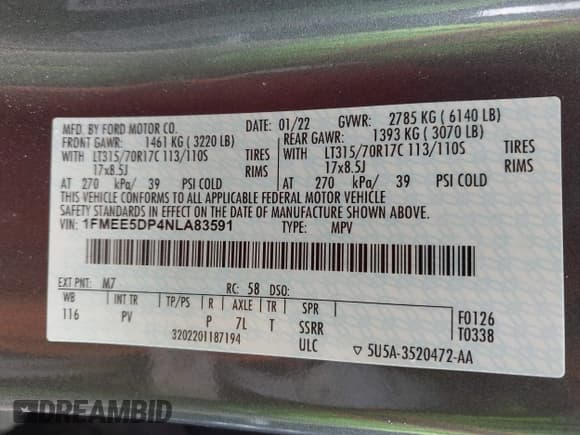 MFD. BY FORD MOTOR CO.
DATE: 01/22 GVWR: 2785 KG ( 6140 LB)
FRONT GAWR: 1461 KG ( 3220 LB)
REAR GAWR: 1393 KG ( 3070 LB)
WITH LT315/70R17C 113/110S TIRES
17x8.5J RIMS
WITH LT315/70R17C 113/110S TIRES
17x8.5J RIMS
AT 270 kPa/ 39 PSI COLD
AT 270 kPa/ 39 PSI COLD
THIS VEHICLE CONFORMS TO ALL APPLICABLE FEDERAL MOTOR VEHICLE
SAFETY STANDARDS IN EFFECT ON THE DATE OF MANUFACTURE SHOWN ABOVE.
VIN: 1FMEE5DP4NLA83591 TYPE: MPV
EXT PNT: M7 RC: 58 DSO:
WB INT TR TP/PS R AXLE TR SPR
116 PV P 7L T SSRR
ULC
3202201187194
F0126
T0338
▽ 5U5A-3520472-AA
DREAMBID